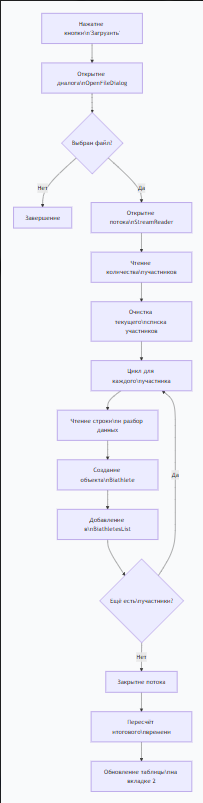 Нажатие
кнопки\n'Загрузить'
Открытие
диалога\nOpenFileDialog
Выбран файл?
Нет
Да
Завершение
Открытие
потока\nStreamReader
Чтение
количества\nучастников
Очистка
текущего\nсписка
участников
Цикл для
каждого\nучастника
Чтение строки\nи разбор
данных
Создание
объекта\nBiathlete
Добавление
в\nBiathletesList
Да
Ещё есть\nучастники?
Нет
Закрытие потока
Пересчёт
итогового\nвремени
Обновление таблицы\nна
вкладке 2